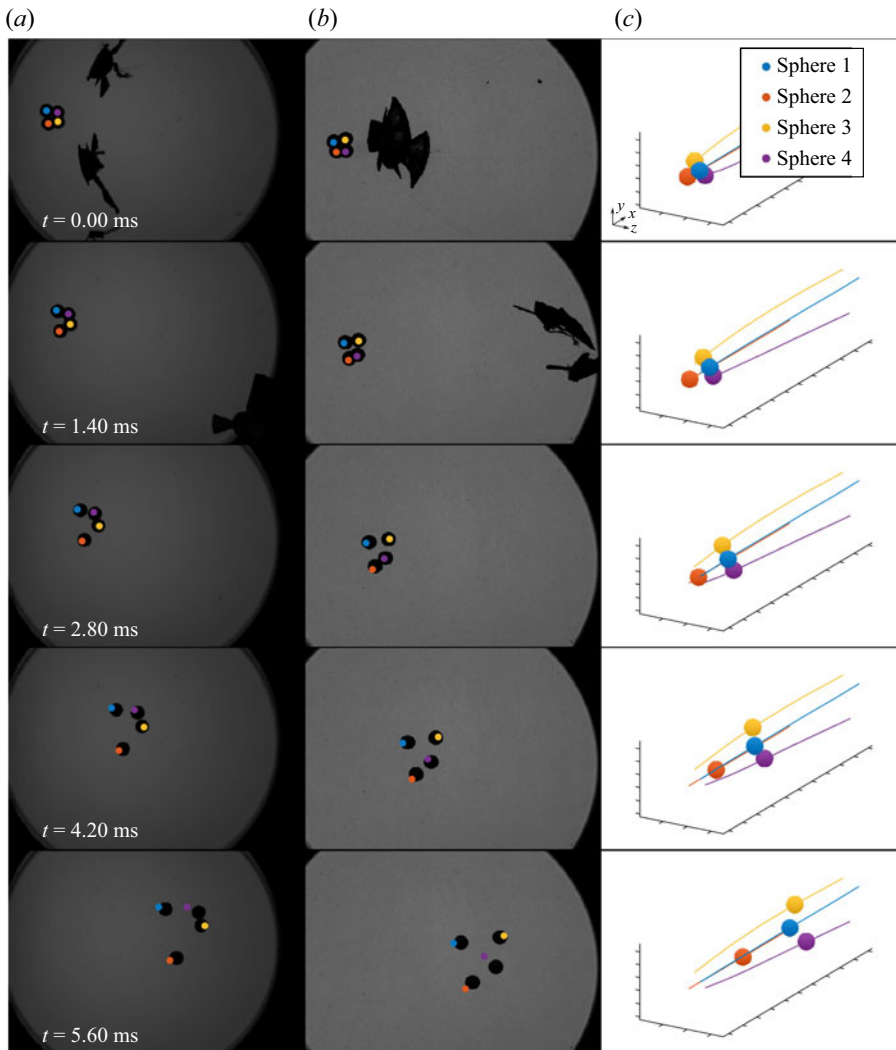 (a)
(b)
(c)
Sphere 1
Sphere 2
Sphere 3
Sphere 4
t = 0.00 ms
y
x
z
t = 1.40 ms
t = 2.80 ms
t = 4.20 ms
t = 5.60 ms